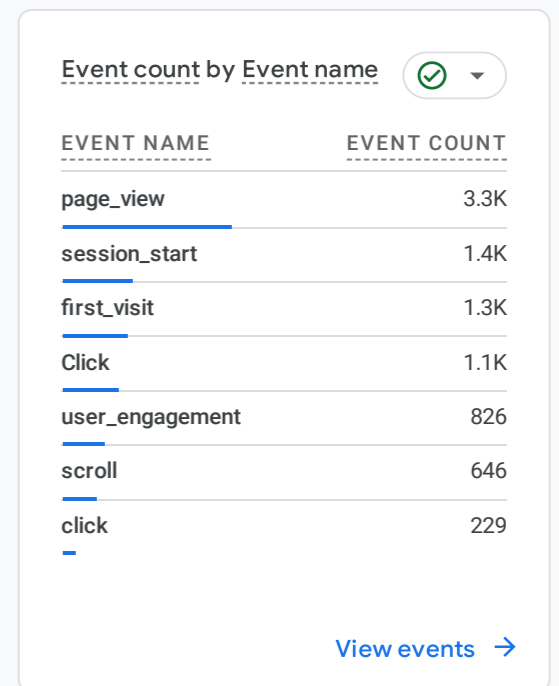 Event count by Event name
EVENT NAME EVENT COUNT
page_view 3.3K
session_start 1.4K
first_visit 1.3K
Click 1.1K
user_engagement 826
scroll 646
click 229
View events